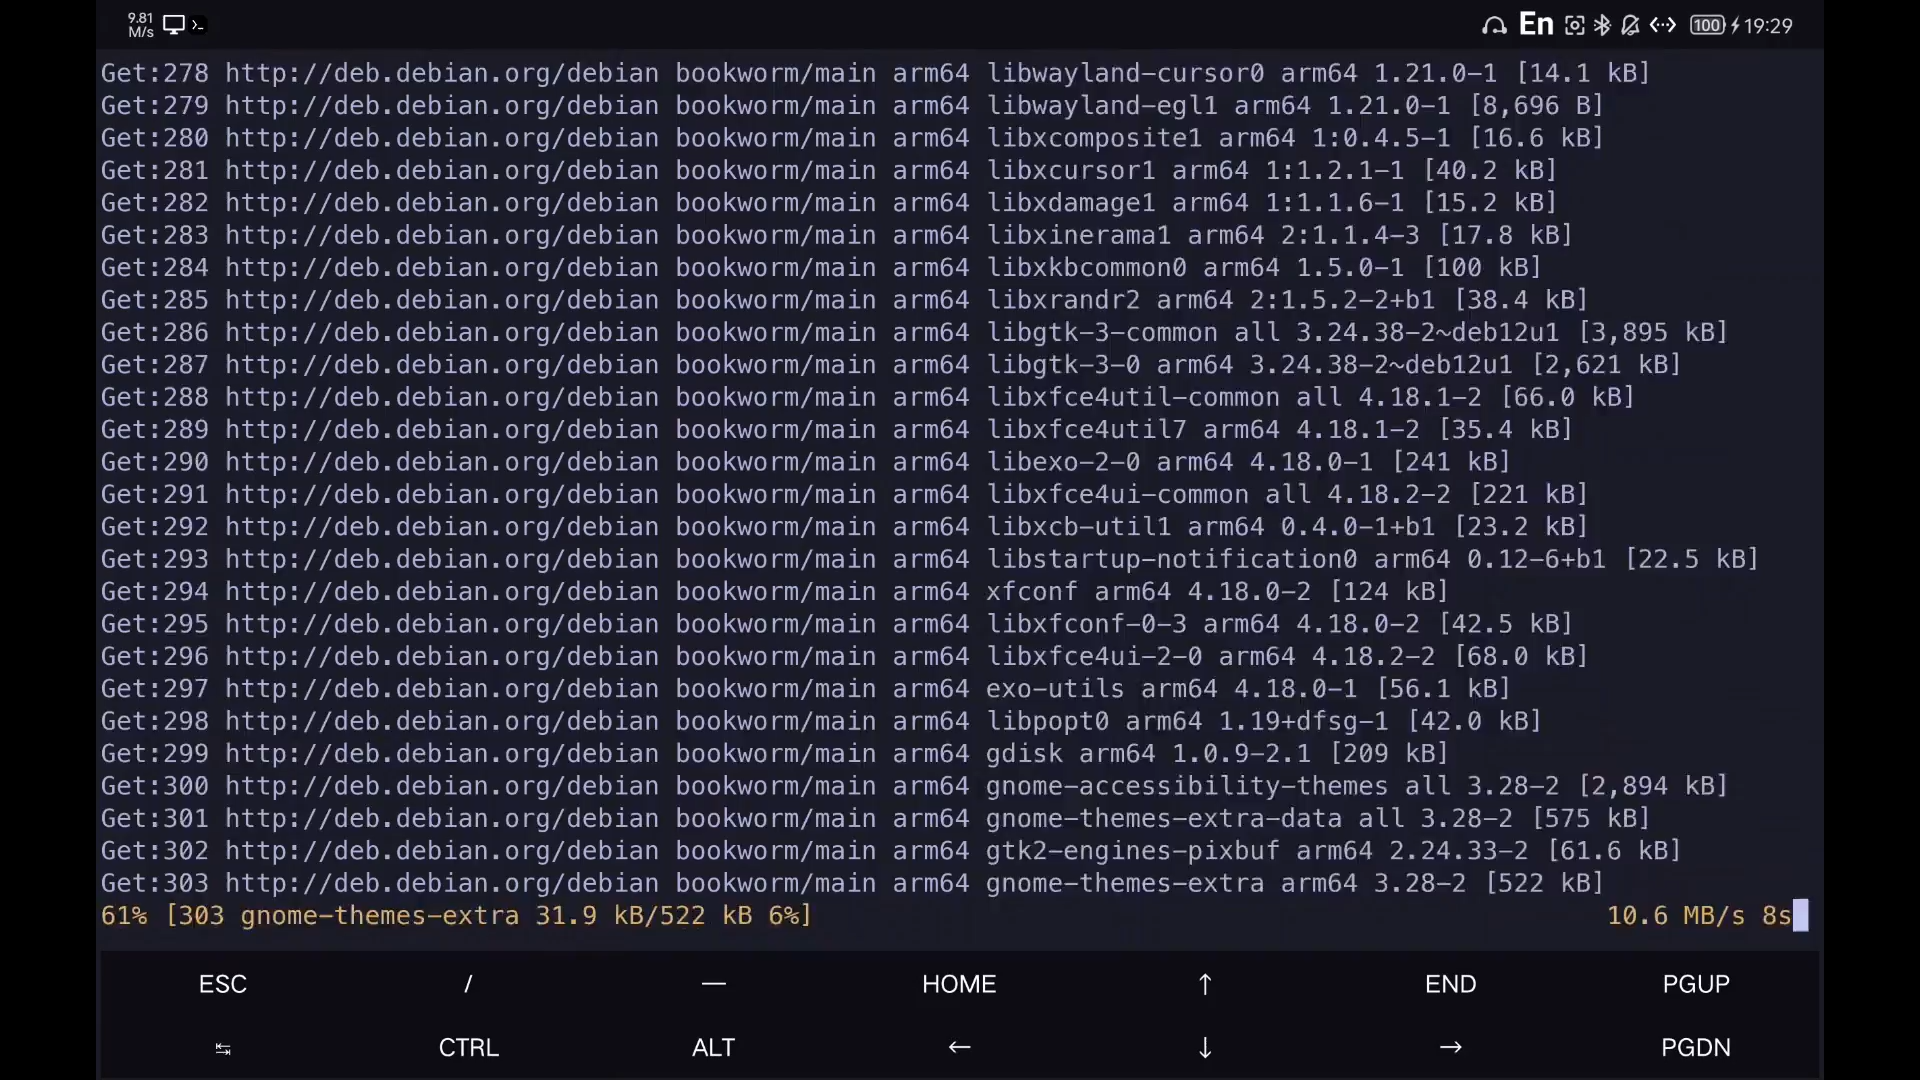 9.81
M/s
>_
En
100
19:29
Get:278 http://deb.debian.org/debian bookworm/main arm64 libwayland-cursor0 arm64 1.21.0-1 [14.1 kB]
Get:279 http://deb.debian.org/debian bookworm/main arm64 libwayland-egl1 arm64 1.21.0-1 [8,696 B]
Get:280 http://deb.debian.org/debian bookworm/main arm64 libxcomposite1 arm64 1:0.4.5-1 [16.6 kB]
Get:281 http://deb.debian.org/debian bookworm/main arm64 libxcursor1 arm64 1:1.2.1-1 [40.2 kB]
Get:282 http://deb.debian.org/debian bookworm/main arm64 libxdamage1 arm64 1:1.1.6-1 [15.2 kB]
Get:283 http://deb.debian.org/debian bookworm/main arm64 libxinerama1 arm64 2:1.1.4-3 [17.8 kB]
Get:284 http://deb.debian.org/debian bookworm/main arm64 libxkbcommon0 arm64 1.5.0-1 [100 kB]
Get:285 http://deb.debian.org/debian bookworm/main arm64 libxrandr2 arm64 2:1.5.2-2+b1 [38.4 kB]
Get:286 http://deb.debian.org/debian bookworm/main arm64 libgtk-3-common all 3.24.38-2~deb12u1 [3,895 kB]
Get:287 http://deb.debian.org/debian bookworm/main arm64 libgtk-3-0 arm64 3.24.38-2~deb12u1 [2,621 kB]
Get:288 http://deb.debian.org/debian bookworm/main arm64 libxfce4util-common all 4.18.1-2 [66.0 kB]
Get:289 http://deb.debian.org/debian bookworm/main arm64 libxfce4util7 arm64 4.18.1-2 [35.4 kB]
Get:290 http://deb.debian.org/debian bookworm/main arm64 libexo-2-0 arm64 4.18.0-1 [241 kB]
Get:291 http://deb.debian.org/debian bookworm/main arm64 libxfce4ui-common all 4.18.2-2 [221 kB]
Get:292 http://deb.debian.org/debian bookworm/main arm64 libxcb-util1 arm64 0.4.0-1+b1 [23.2 kB]
Get:293 http://deb.debian.org/debian bookworm/main arm64 libstartup-notification0 arm64 0.12-6+b1 [22.5 kB]
Get:294 http://deb.debian.org/debian bookworm/main arm64 xfconf arm64 4.18.0-2 [124 kB]
Get:295 http://deb.debian.org/debian bookworm/main arm64 libxfconf-0-3 arm64 4.18.0-2 [42.5 kB]
Get:296 http://deb.debian.org/debian bookworm/main arm64 libxfce4ui-2-0 arm64 4.18.2-2 [68.0 kB]
Get:297 http://deb.debian.org/debian bookworm/main arm64 exo-utils arm64 4.18.0-1 [56.1 kB]
Get:298 http://deb.debian.org/debian bookworm/main arm64 libpopt0 arm64 1.19+dfsg-1 [42.0 kB]
Get:299 http://deb.debian.org/debian bookworm/main arm64 gdisk arm64 1.0.9-2.1 [209 kB]
Get:300 http://deb.debian.org/debian bookworm/main arm64 gnome-accessibility-themes all 3.28-2 [2,894 kB]
Get:301 http://deb.debian.org/debian bookworm/main arm64 gnome-themes-extra-data all 3.28-2 [575 kB]
Get:302 http://deb.debian.org/debian bookworm/main arm64 gtk2-engines-pixbuf arm64 2.24.33-2 [61.6 kB]
Get:303 http://deb.debian.org/debian bookworm/main arm64 gnome-themes-extra arm64 3.28-2 [522 kB]
61% [303 gnome-themes-extra 31.9 kB/522 kB 6%] 10.6 MB/s 8s
ESC / — HOME ↑ END PGUP
↹ CTRL ALT ← ↓ → PGDN